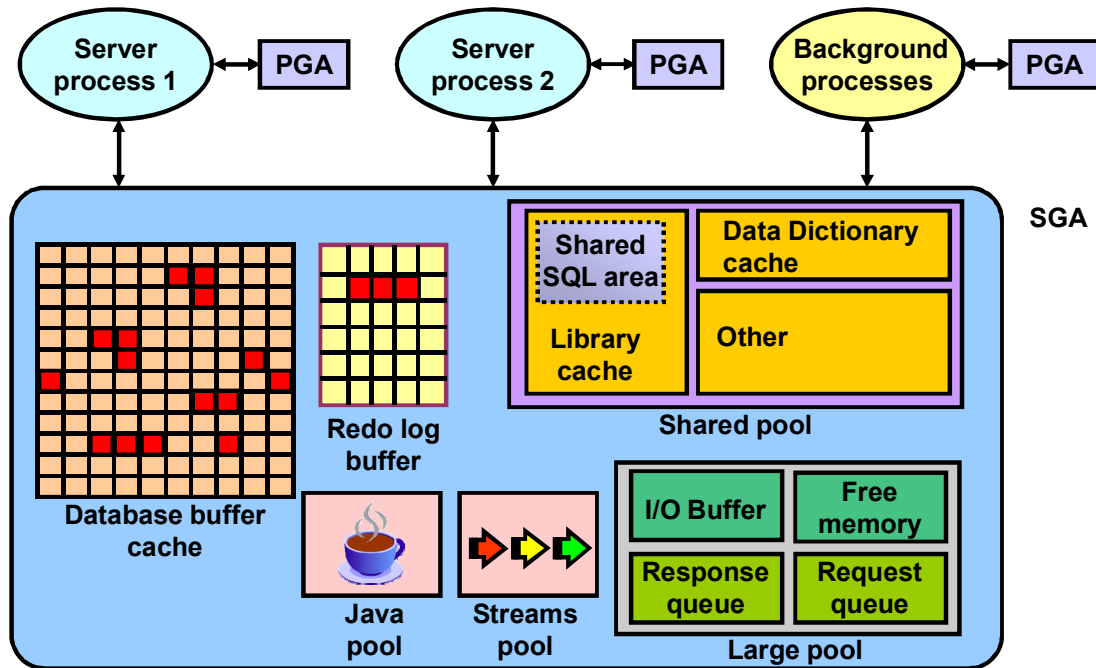 Server
process 1
PGA
Server
process 2
PGA
Background
processes
PGA
SGA
Shared
SQL area
Library
cache
Data Dictionary
cache
Other
Shared pool
Redo log
buffer
Database buffer
cache
Java
pool
Streams
pool
I/O Buffer
Free
memory
Response
queue
Request
queue
Large pool